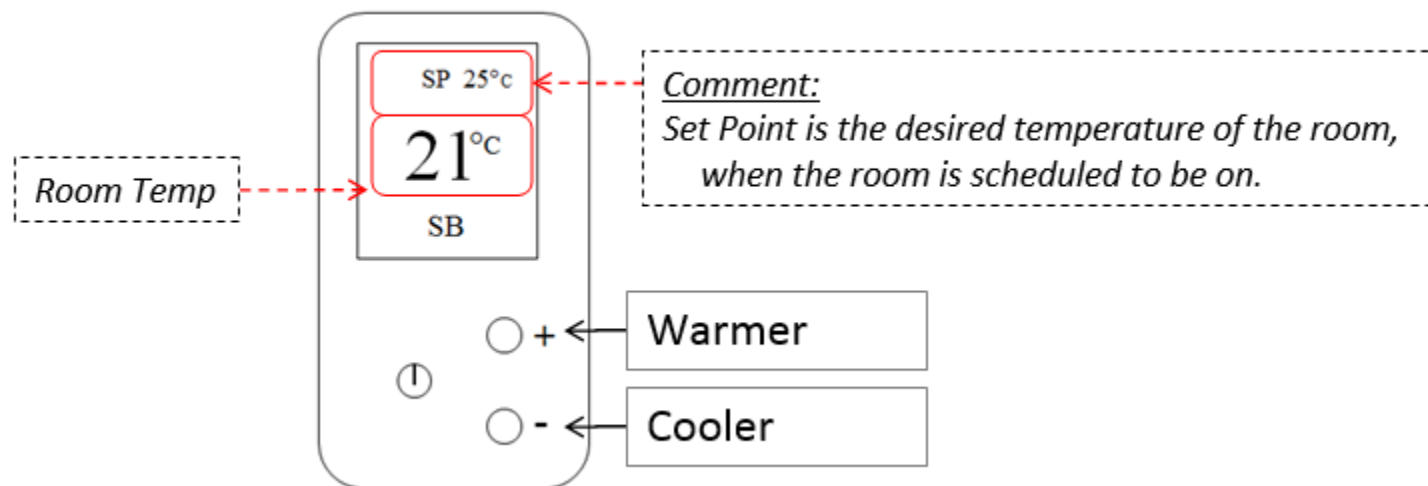 SP 25°C
21°C
SB
Room Temp
Comment:
Set Point is the desired temperature of the room,
when the room is scheduled to be on.
+
Warmer
-
Cooler